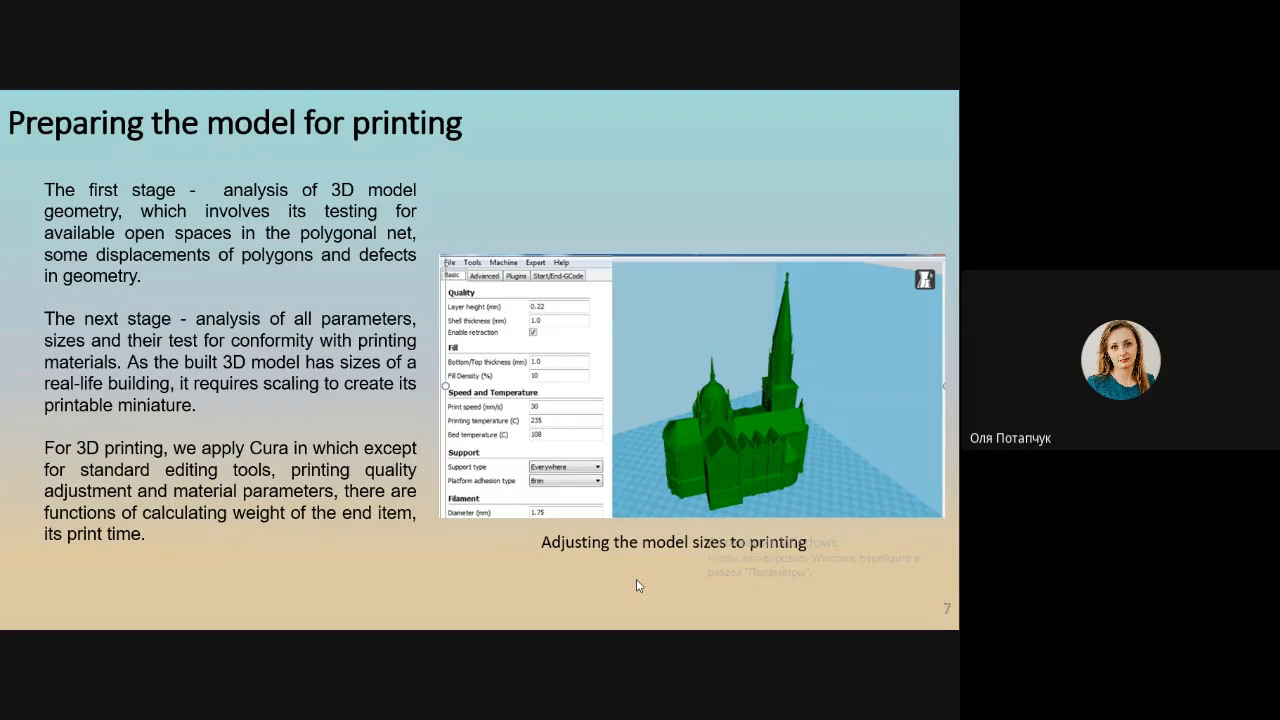 Preparing the model for printing
The first stage - analysis of 3D model
geometry, which involves its testing for
available open spaces in the polygonal net,
some displacements of polygons and defects
in geometry.
The next stage - analysis of all parameters,
sizes and their test for conformity with printing
materials. As the built 3D model has sizes of a
real-life building, it requires scaling to create its
printable miniature.
For 3D printing, we apply Cura in which except
for standard editing tools, printing quality
adjustment and material parameters, there are
functions of calculating weight of the end item,
its print time.
File Tools Machine Expert Help
Basic Advanced Plugins Start/End-GCode
Quality
Layer height (mm) 0.22
Shell thickness (mm) 1.0
Enable retraction
Fill
Bottom/Top thickness (mm) 1.0
Fill Density (%) 10
Speed and Temperature
Print speed (mm/s) 30
Printing temperature (C) 235
Bed temperature (C) 108
Support
Support type Everywhere
Platform adhesion type Brim
Filament
Diameter (mm) 1.75
Adjusting the model sizes to printing
Чтобы активировать Windows, перейдите в
раздел "Параметры".
7
Оля Потапчук